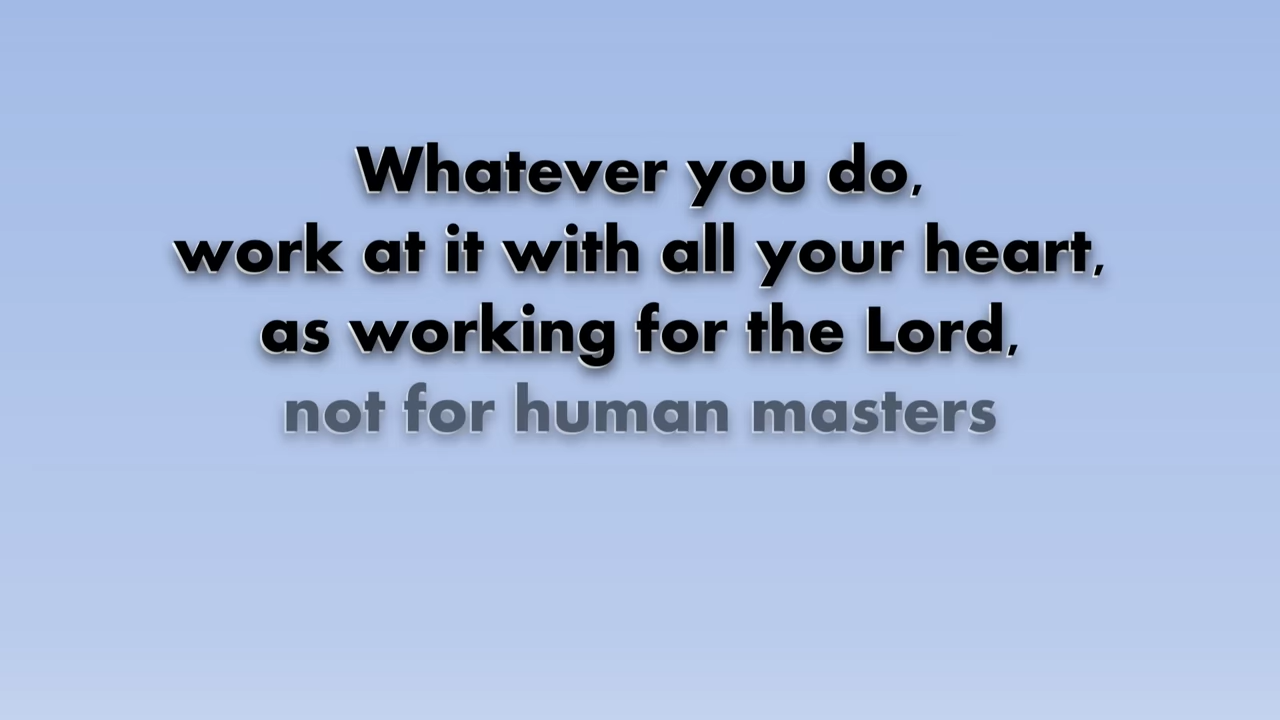 Whatever you do,
work at it with all your heart,
as working for the Lord,
not for human masters